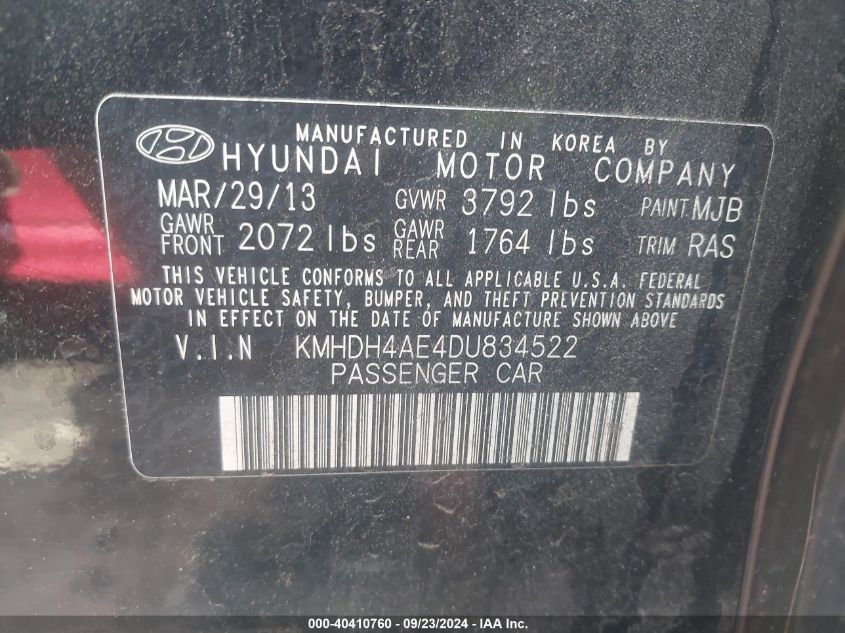 MANUFACTURED IN KOREA BY
HYUNDAI MOTOR COMPANY
MAR/29/13 GVWR 3792 lbs PAINT MJB
GAWR FRONT 2072 lbs GAWR REAR 1764 lbs TRIM RAS
THIS VEHICLE CONFORMS TO ALL APPLICABLE U.S.A. FEDERAL
MOTOR VEHICLE SAFETY, BUMPER, AND THEFT PREVENTION STANDARDS
IN EFFECT ON THE DATE OF MANUFACTURE SHOWN ABOVE
V.I.N KMHDH4AE4DU834522
PASSENGER CAR
000-40410760 - 09/23/2024 - IAA Inc.